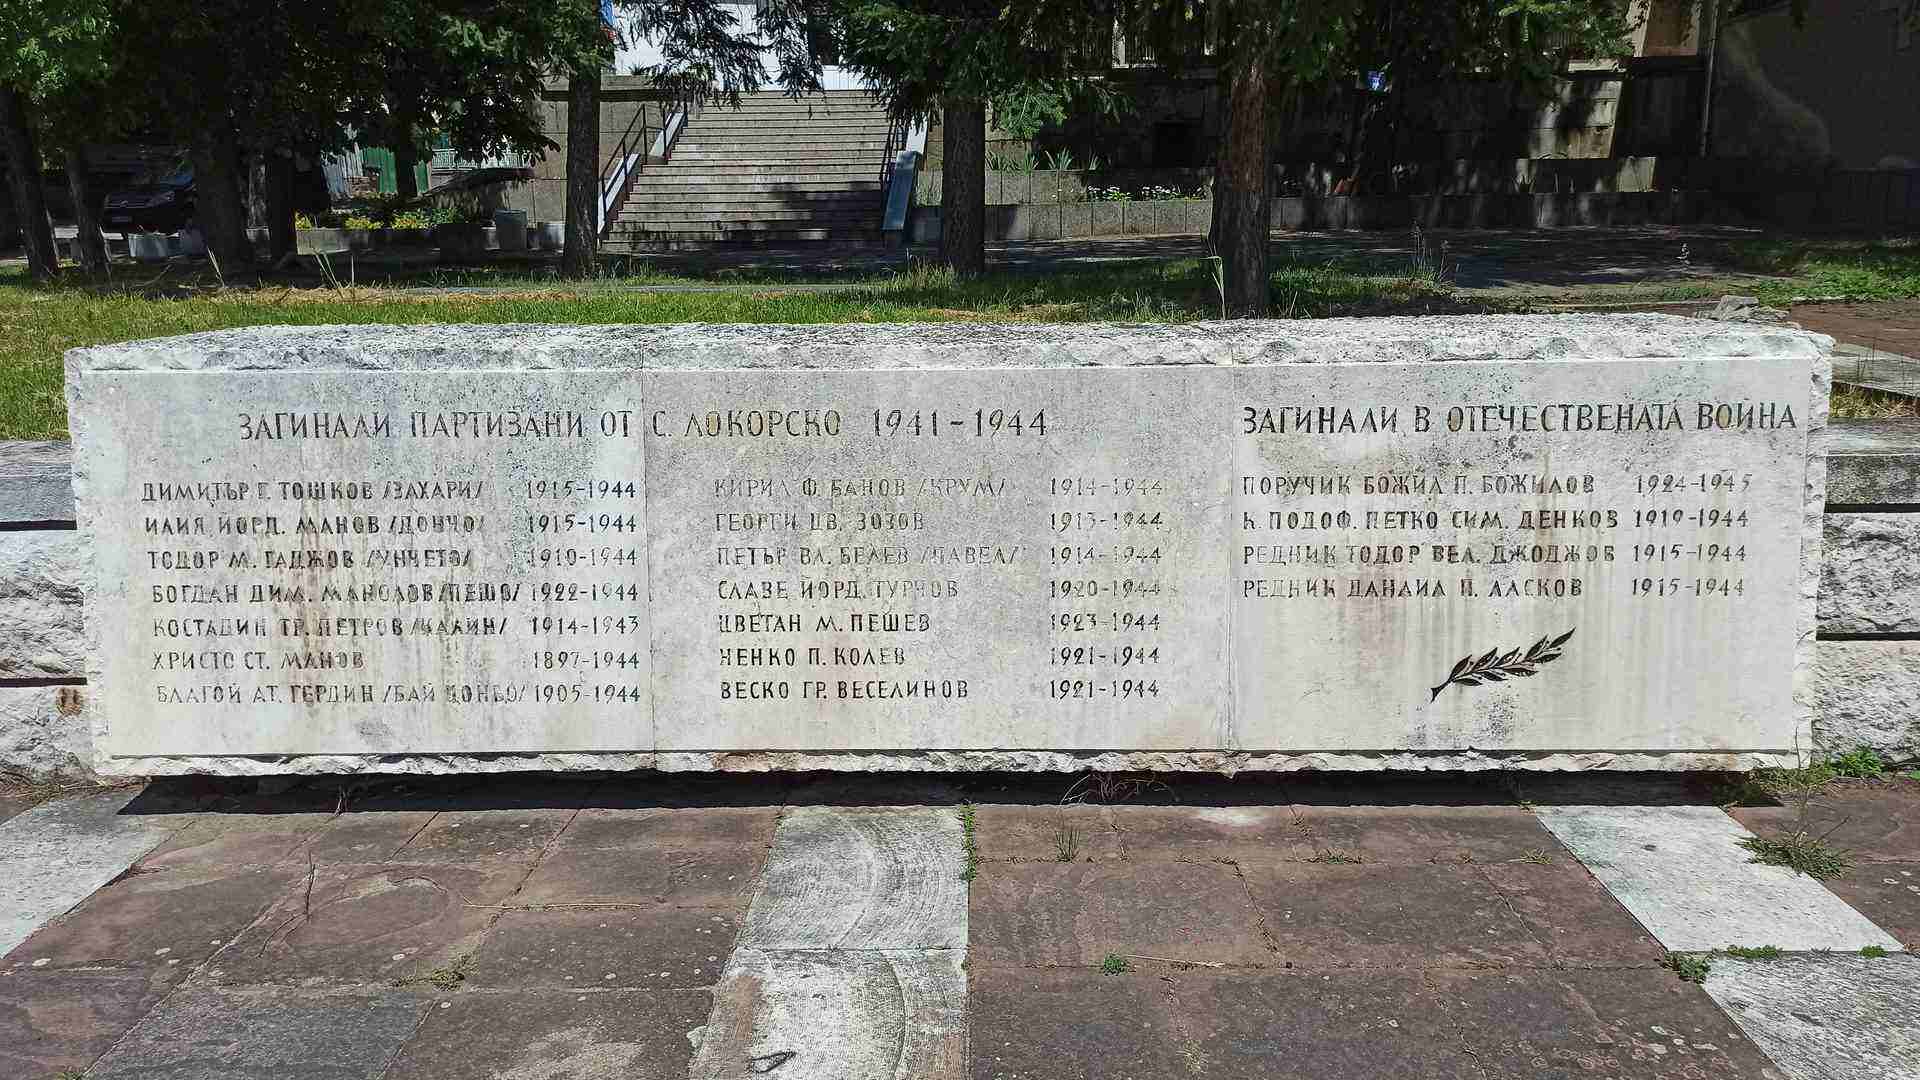 ЗАГИНАЛИ ПАРТИЗАНИ ОТ С. ЛОКОРСКО 1941-1944
ДИМИТЪР Г. ТОШКОВ /ЗАХАРИ/ 1915-1944
ИЛИЯ ЙОРД. МАНОВ /ДОНЧО/ 1915-1944
ТОДОР М. ГАДЖОВ /УНЧЕТО/ 1910-1944
БОГДАН ДИМ. МАНОЛОВ /ПЕШО/ 1922-1944
КОСТАДИН ТР. ПЕТРОВ /КАЛИН/ 1914-1943
ХРИСТО СТ. МАНОВ 1897-1944
БЛАГОЙ АТ. ГЕРДИН /БАЙ ЦОНЬО/ 1905-1944
КИРИЛ Ф. БАНОВ /КРУМ/ 1914-1944
ГЕОРГИ ЦВ. ЗОЗОВ 1913-1944
ПЕТЪР ВЛ. БЕЛЕВ /ПАВЕЛ/ 1914-1944
СЛАВЕ ЙОРД. ТУРЧОВ 1920-1944
ЦВЕТАН М. ПЕШЕВ 1923-1944
НЕНКО П. КОЛЕВ 1921-1944
ВЕСКО ГР. ВЕСЕЛИНОВ 1921-1944
ЗАГИНАЛИ В ОТЕЧЕСТВЕНАТА ВОЙНА
ПОРУЧИК БОЖИЛ П. БОЖИЛОВ 1924-1945
К. ПОДОФ. ПЕТКО СИМ. ДЕНКОВ 1919-1944
РЕДНИК ТОДОР ВЕЛ. ДЖОДЖОВ 1915-1944
РЕДНИК ДАНАИЛ П. ЛАСКОВ 1915-1944